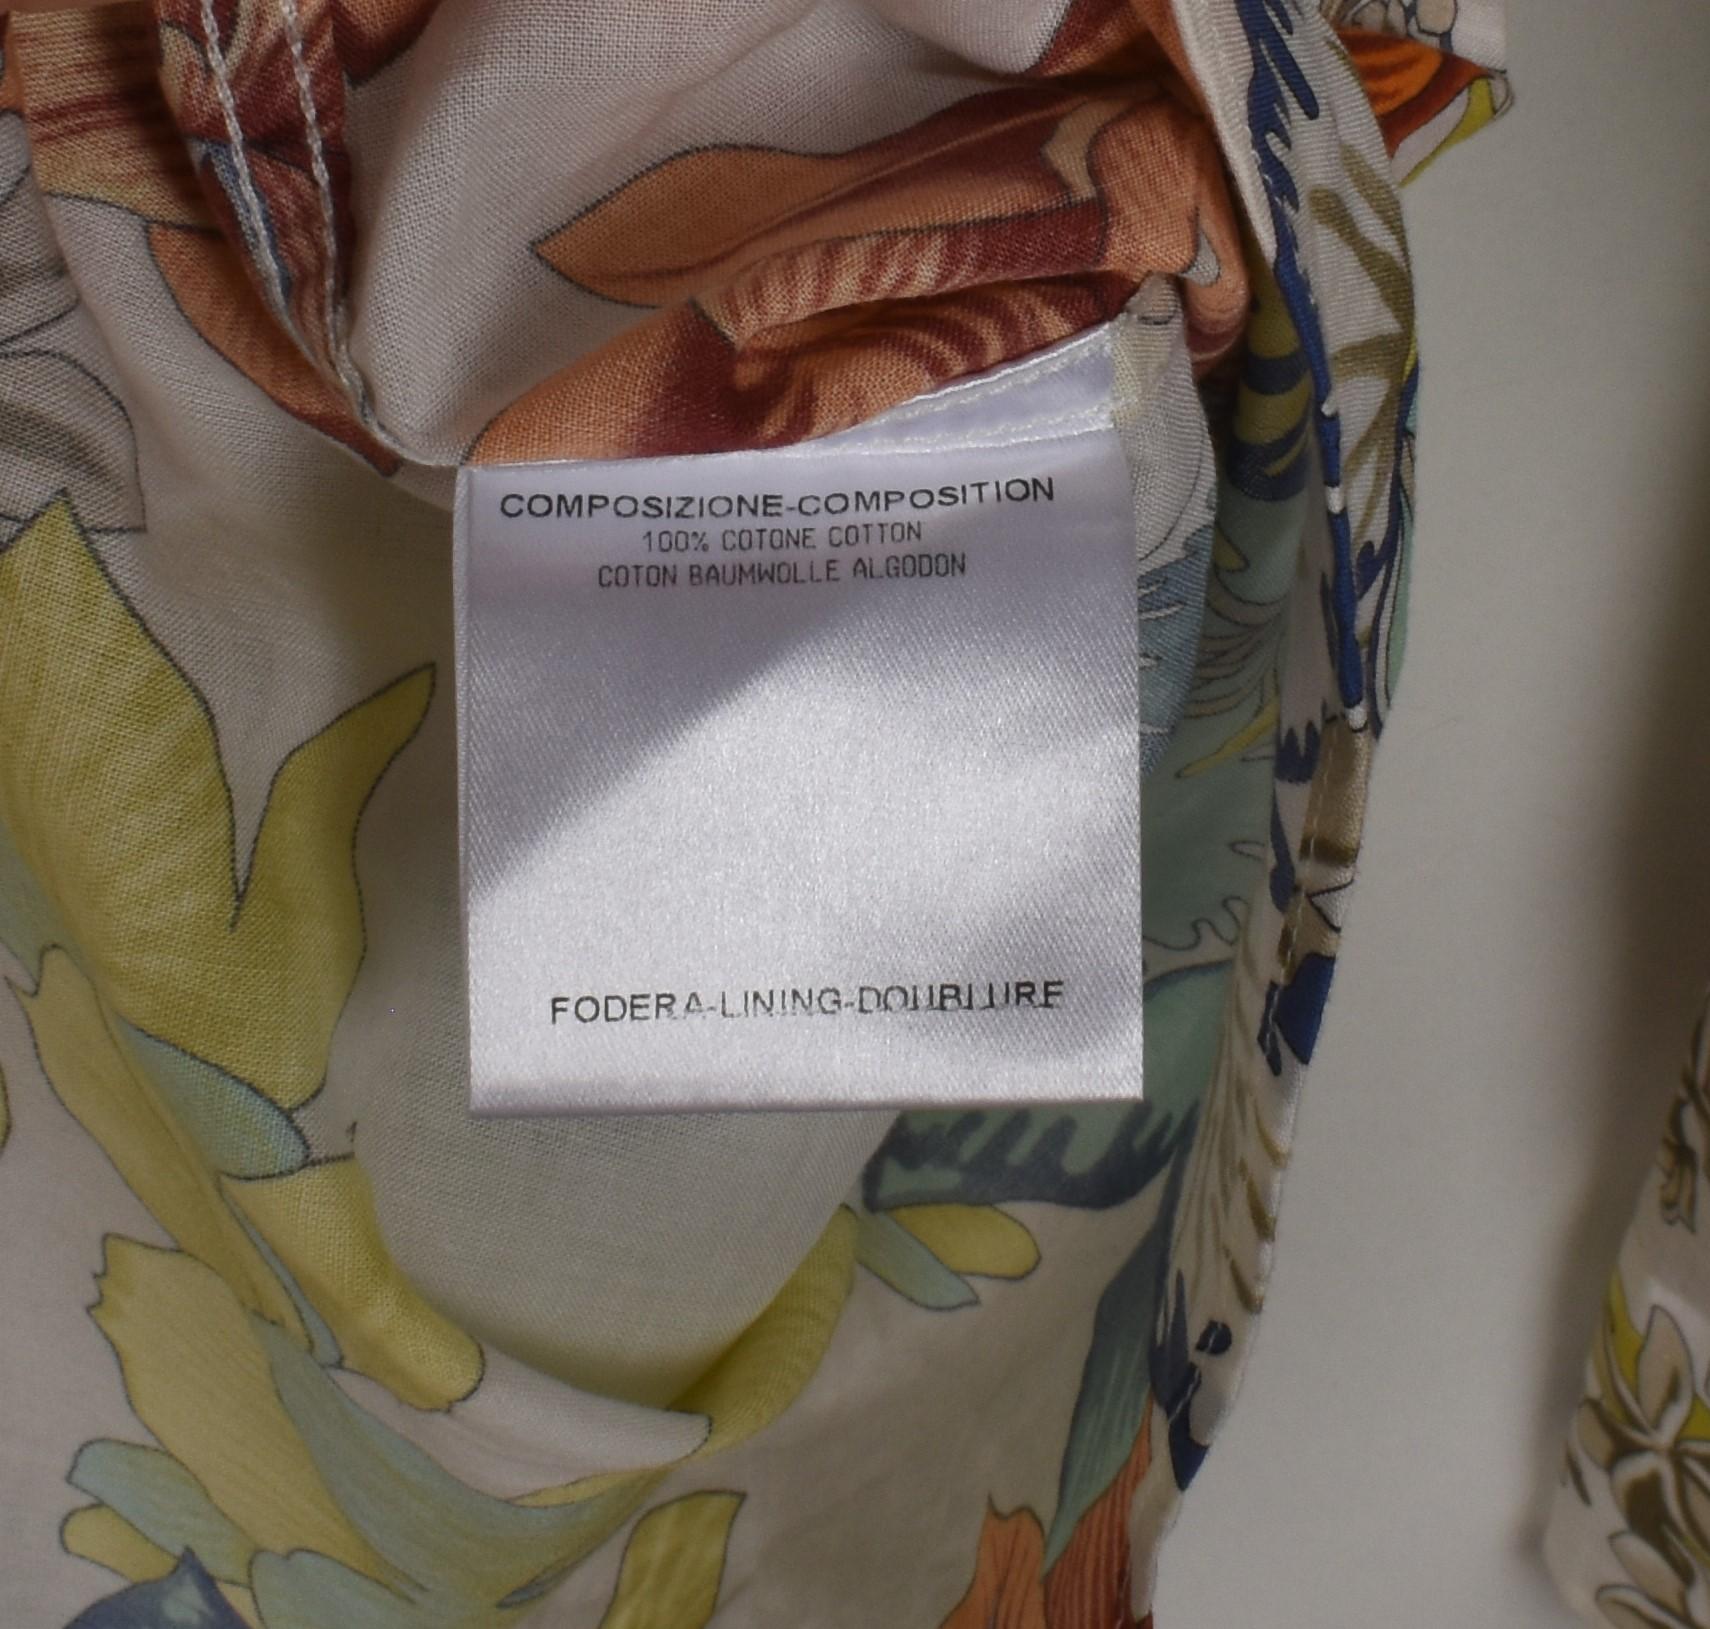 COMPOSIZIONE-COMPOSITION
100% COTONE COTTON
COTON BAUMWOLLE ALGODON
FODERA-LINING-DOUBLURE